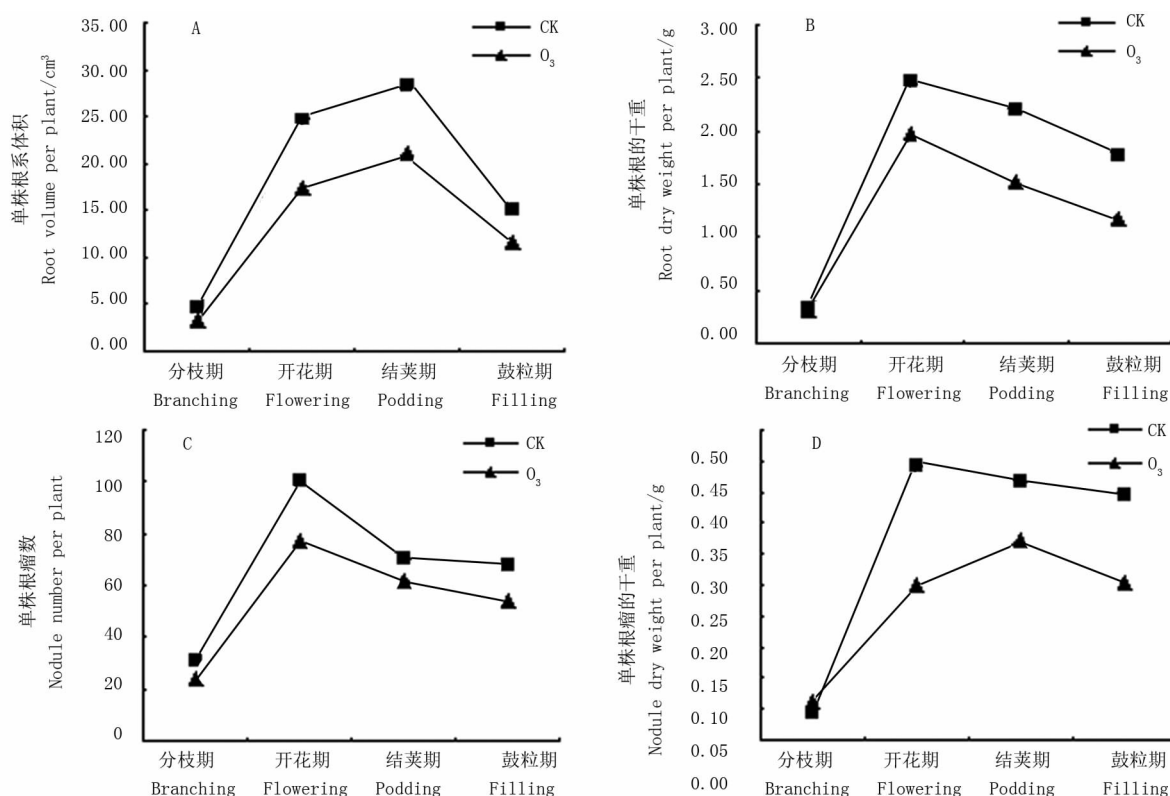 A
CK
O₃
35.00
30.00
25.00
20.00
15.00
10.00
5.00
0.00
单株根系体积
Root volume per plant/cm³
分枝期 开花期 结荚期 鼓粒期
Branching Flowering Podding Filling
B
CK
O₃
3.00
2.50
2.00
1.50
1.00
0.50
0.00
单株根的干重
Root dry weight per plant/g
分枝期 开花期 结荚期 鼓粒期
Branching Flowering Podding Filling
C
CK
O₃
120
100
80
60
40
20
0
单株根瘤数
Nodule number per plant
分枝期 开花期 结荚期 鼓粒期
Branching Flowering Podding Filling
D
CK
O₃
0.50
0.45
0.40
0.35
0.30
0.25
0.20
0.15
0.10
0.05
0.00
单株根瘤的干重
Nodule dry weight per plant/g
分枝期 开花期 结荚期 鼓粒期
Branching Flowering Podding Filling